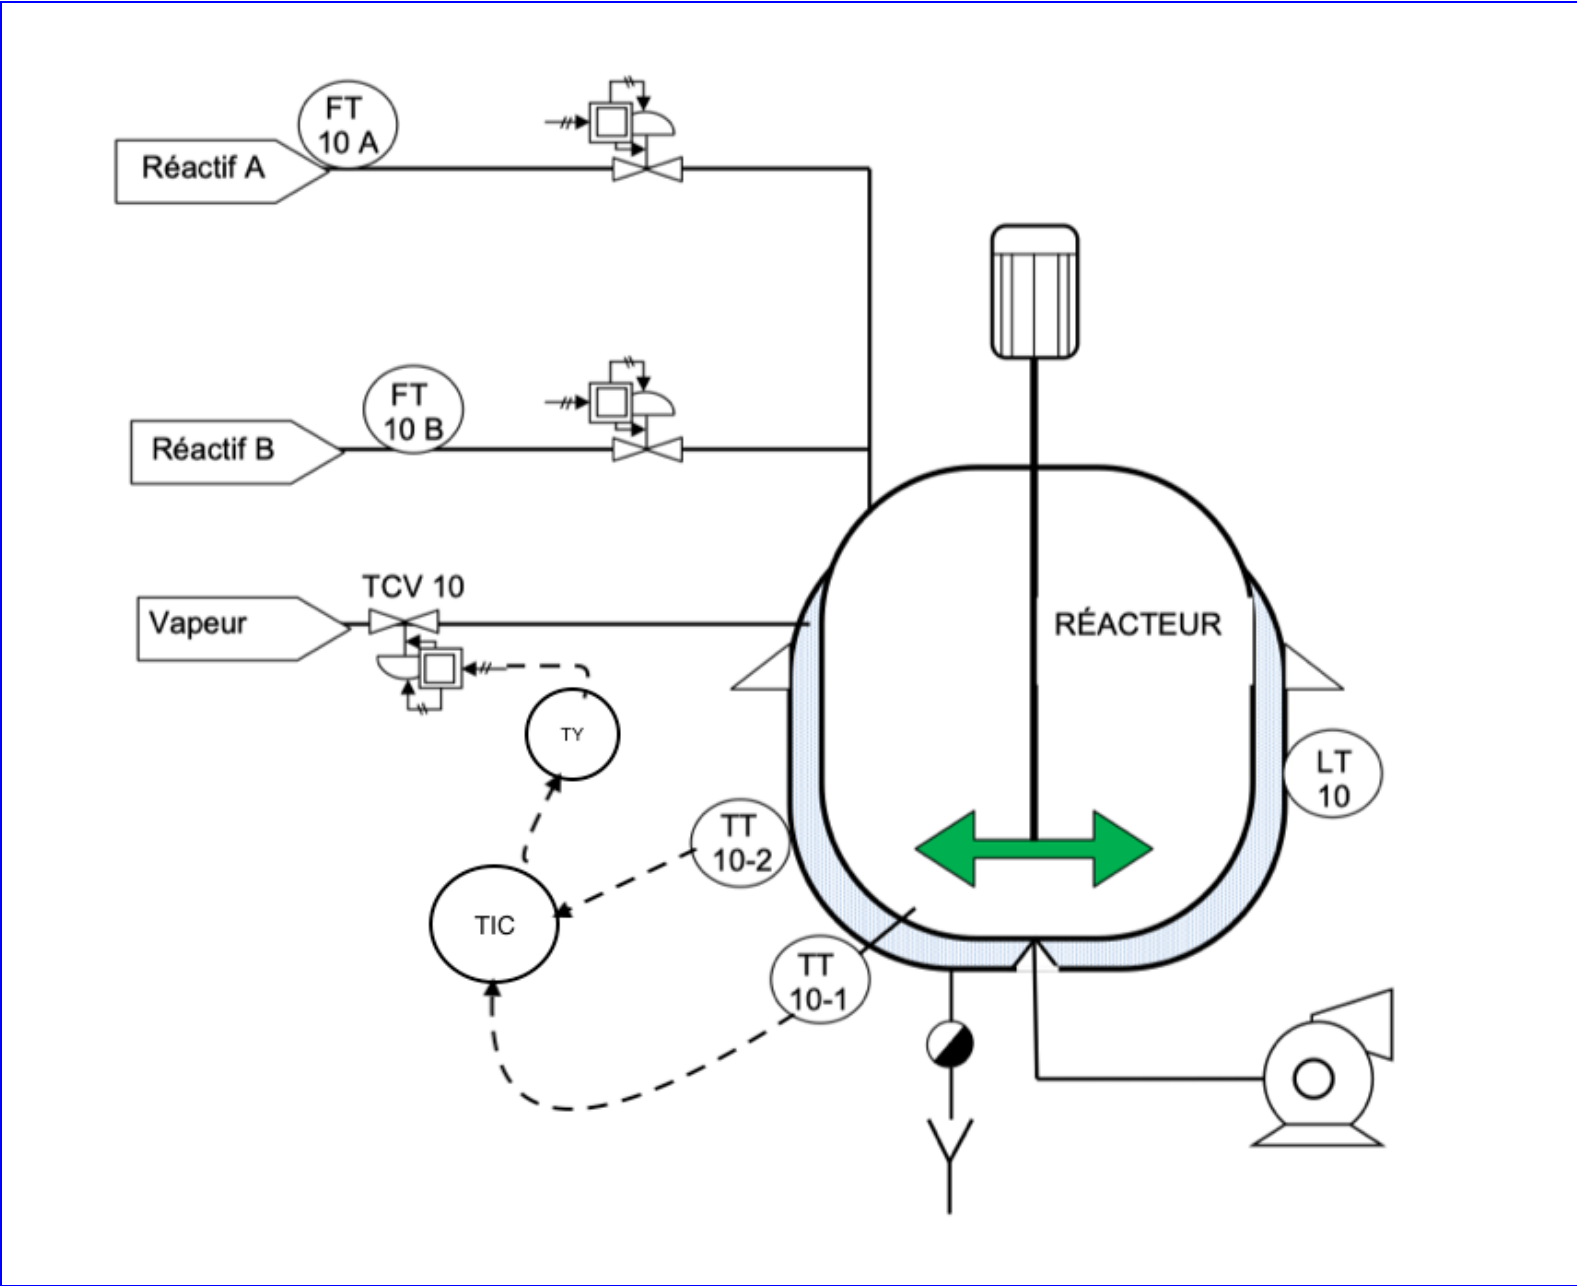 FT
10 A
Réactif A
FT
10 B
Réactif B
TCV 10
Vapeur
RÉACTEUR
TY
LT
10
TT
10-2
TIC
TT
10-1